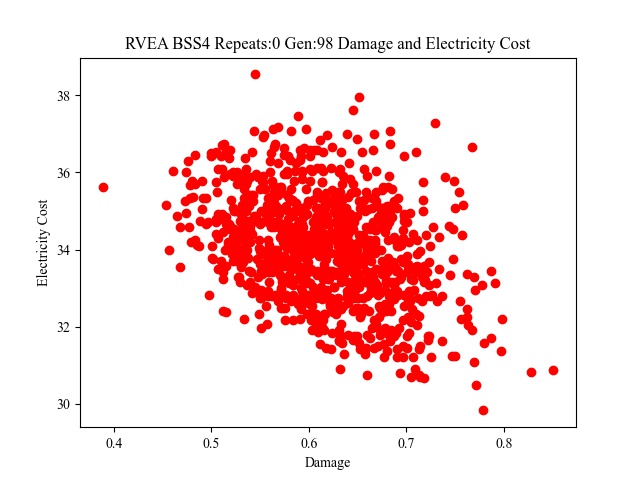 RVEA BSS4 Repeats:0 Gen:98 Damage and Electricity Cost
38
36
34
32
30
Electricity Cost
0.4 0.5 0.6 0.7 0.8
Damage